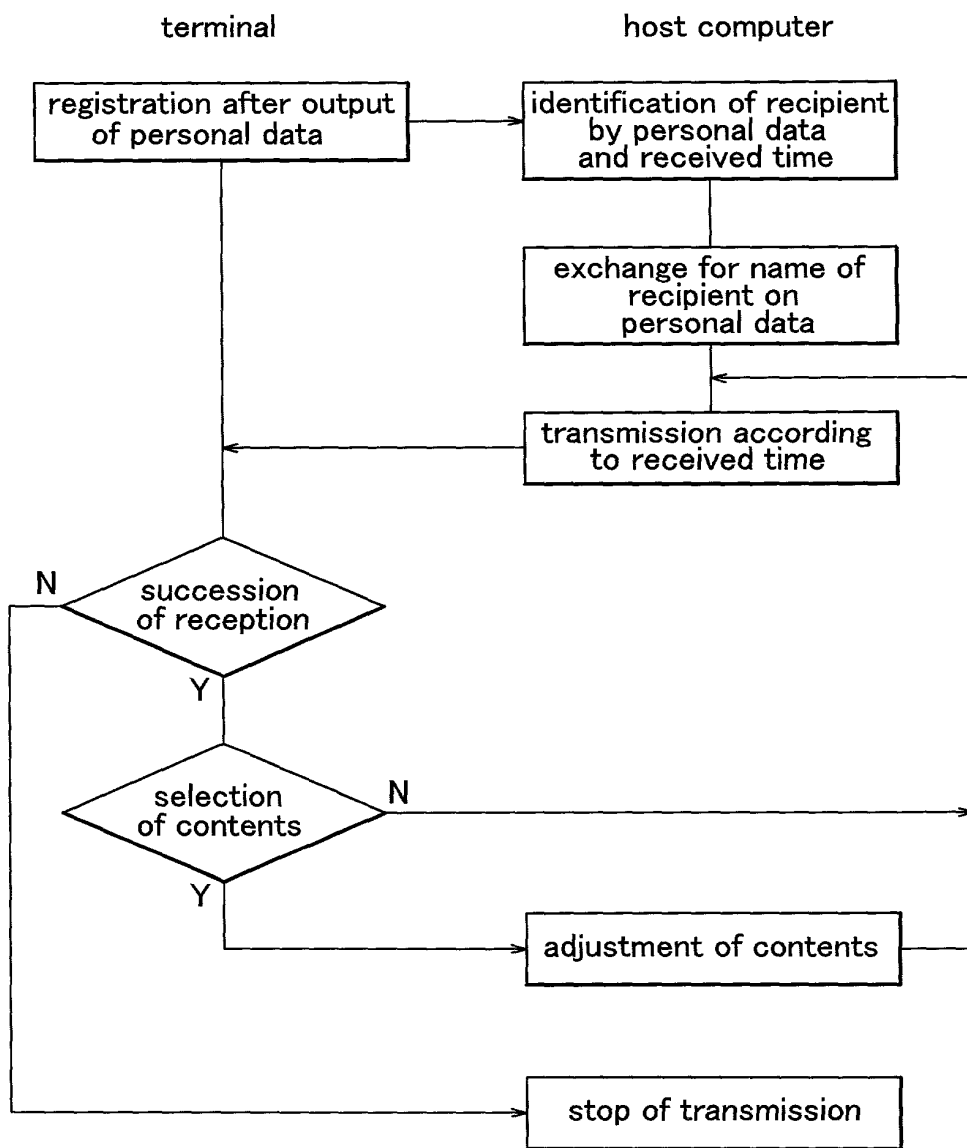 terminal
host computer
registration after output
of personal data
identification of recipient
by personal data
and received time
exchange for name of
recipient on
personal data
transmission according
to received time
N
succession
of reception
Y
selection
of contents
N
Y
adjustment of contents
stop of transmission